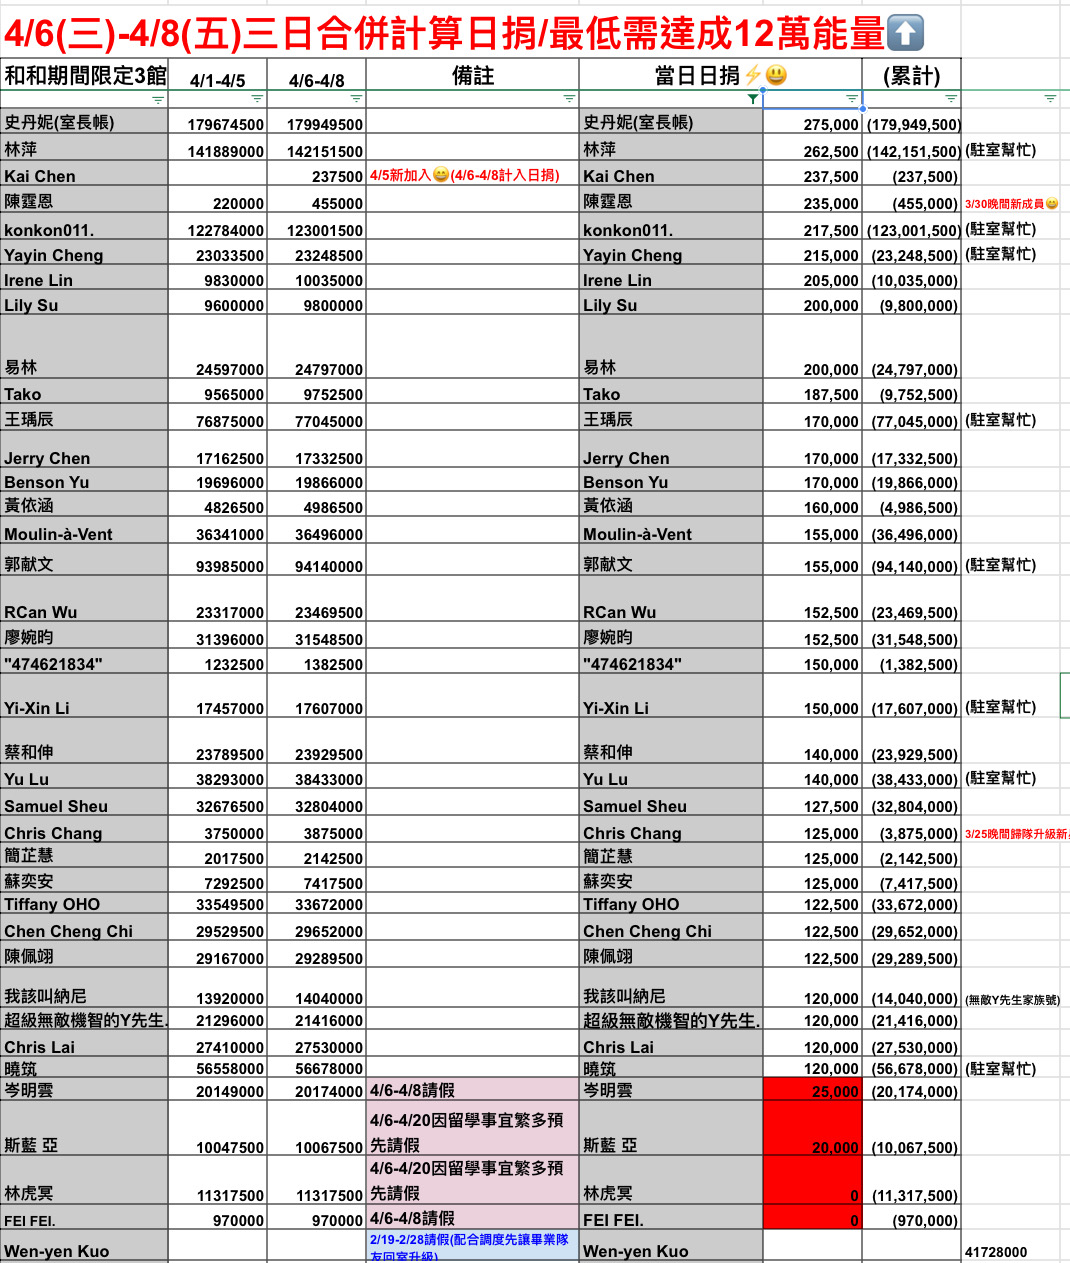 4/6(三)-4/8(五)三日合併計算日捐/最低需達成12萬能量⬆️
和和期間限定3館 4/1-4/5 4/6-4/8 備註 當日日捐⚡😃 (累計)
史丹妮(室長帳) 179674500 179949500 史丹妮(室長帳) 275,000 (179,949,500)
林萍 141889000 142151500 林萍 262,500 (142,151,500) (駐室幫忙)
Kai Chen 237500 4/5新加入😄(4/6-4/8計入日捐) Kai Chen 237,500 (237,500)
陳霆恩 220000 455000 陳霆恩 235,000 (455,000) 3/30晚間新成員😄
konkon011. 122784000 123001500 konkon011. 217,500 (123,001,500) (駐室幫忙)
Yayin Cheng 23033500 23248500 Yayin Cheng 215,000 (23,248,500) (駐室幫忙)
Irene Lin 9830000 10035000 Irene Lin 205,000 (10,035,000)
Lily Su 9600000 9800000 Lily Su 200,000 (9,800,000)
易林 24597000 24797000 易林 200,000 (24,797,000)
Tako 9565000 9752500 Tako 187,500 (9,752,500)
王瑀辰 76875000 77045000 王瑀辰 170,000 (77,045,000) (駐室幫忙)
Jerry Chen 17162500 17332500 Jerry Chen 170,000 (17,332,500)
Benson Yu 19696000 19866000 Benson Yu 170,000 (19,866,000)
黃依涵 4826500 4986500 黃依涵 160,000 (4,986,500)
Moulin-à-Vent 36341000 36496000 Moulin-à-Vent 155,000 (36,496,000)
郭献文 93985000 94140000 郭献文 155,000 (94,140,000) (駐室幫忙)
RCan Wu 23317000 23469500 RCan Wu 152,500 (23,469,500)
廖婉昀 31396000 31548500 廖婉昀 152,500 (31,548,500)
"474621834" 1232500 1382500 "474621834" 150,000 (1,382,500)
Yi-Xin Li 17457000 17607000 Yi-Xin Li 150,000 (17,607,000) (駐室幫忙)
蔡和伸 23789500 23929500 蔡和伸 140,000 (23,929,500)
Yu Lu 38293000 38433000 Yu Lu 140,000 (38,433,000) (駐室幫忙)
Samuel Sheu 32676500 32804000 Samuel Sheu 127,500 (32,804,000)
Chris Chang 3750000 3875000 Chris Chang 125,000 (3,875,000) 3/25晚間歸隊升級新
簡芷慧 2017500 2142500 簡芷慧 125,000 (2,142,500)
蘇奕安 7292500 7417500 蘇奕安 125,000 (7,417,500)
Tiffany OHO 33549500 33672000 Tiffany OHO 122,500 (33,672,000)
Chen Cheng Chi 29529500 29652000 Chen Cheng Chi 122,500 (29,652,000)
陳佩翊 29167000 29289500 陳佩翊 122,500 (29,289,500)
我該叫納尼 13920000 14040000 我該叫納尼 120,000 (14,040,000) (無敵Y先生家族號)
超級無敵機智的Y先生. 21296000 21416000 超級無敵機智的Y先生. 120,000 (21,416,000)
Chris Lai 27410000 27530000 Chris Lai 120,000 (27,530,000)
曉筑 56558000 56678000 曉筑 120,000 (56,678,000) (駐室幫忙)
岑明雲 20149000 20174000 4/6-4/8請假 岑明雲 25,000 (20,174,000)
4/6-4/20因留學事宜繁多預
斯藍 亞 10047500 10067500 先請假 斯藍 亞 20,000 (10,067,500)
4/6-4/20因留學事宜繁多預
林虎冥 11317500 11317500 先請假 林虎冥 0 (11,317,500)
FEI FEI. 970000 970000 4/6-4/8請假 FEI FEI. 0 (970,000)
2/19-2/28請假(配合調度先讓畢業隊
Wen-yen Kuo 友回室升級) Wen-yen Kuo 41728000